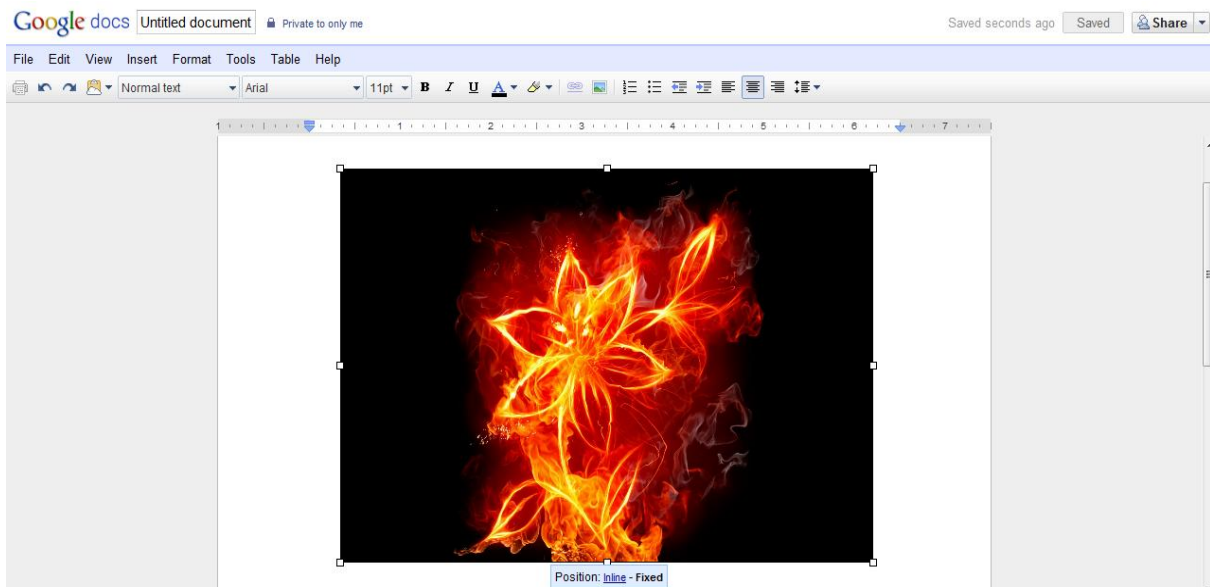 Google docs Untitled document Private to only me Saved seconds ago Saved Share
File Edit View Insert Format Tools Table Help
Normal text Arial 11pt B I U A
1 1 2 3 4 5 6 7
Position: Inline - Fixed